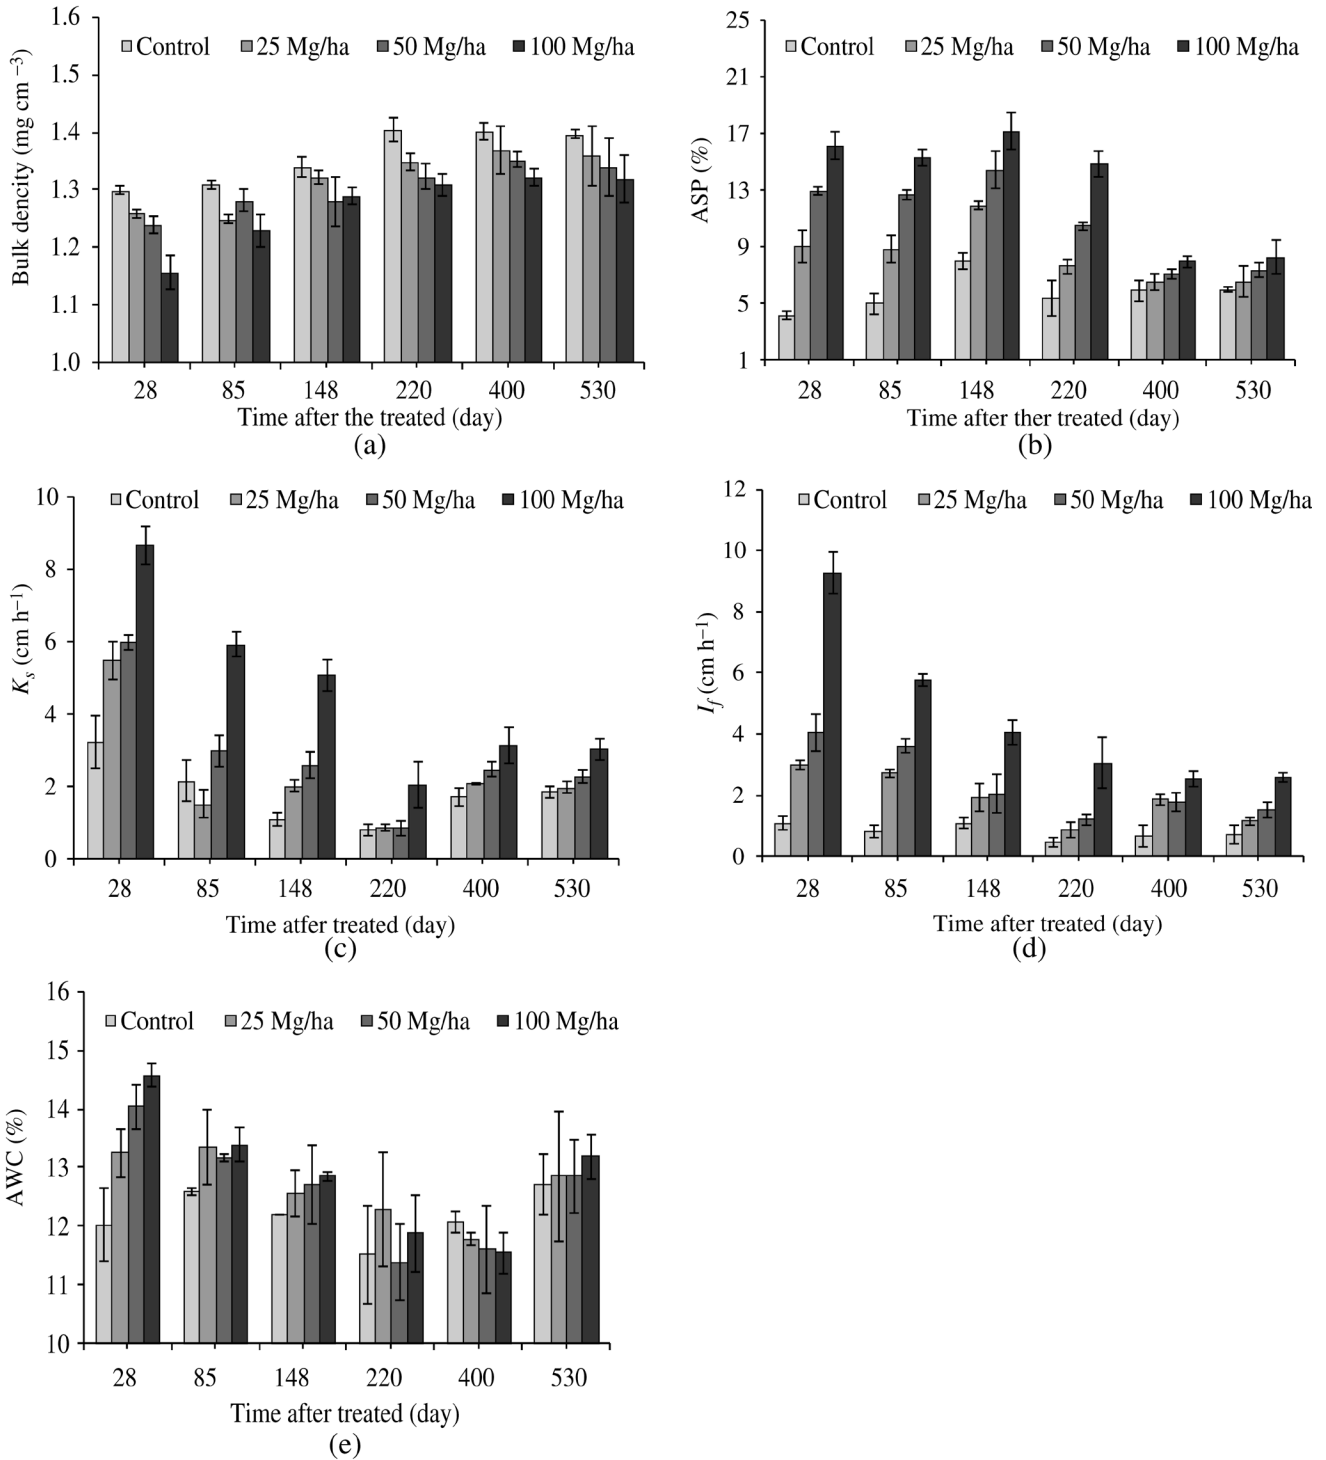 1.6
1.5
1.4
1.3
1.2
1.1
1.0
Bulk dencity (mg cm −3)
Control 25 Mg/ha 50 Mg/ha 100 Mg/ha
28 85 148 220 400 530
Time after the treated (day)
(a)
25
21
17
13
9
5
1
ASP (%)
Control 25 Mg/ha 50 Mg/ha 100 Mg/ha
28 85 148 220 400 530
Time after ther treated (day)
(b)
10
8
6
4
2
0
Ks (cm h−1)
Control 25 Mg/ha 50 Mg/ha 100 Mg/ha
28 85 148 220 400 530
Time atfer treated (day)
(c)
12
10
8
6
4
2
0
If (cm h−1)
Control 25 Mg/ha 50 Mg/ha 100 Mg/ha
28 85 148 220 400 530
Time after treated (day)
(d)
16
15
14
13
12
11
10
AWC (%)
Control 25 Mg/ha 50 Mg/ha 100 Mg/ha
28 85 148 220 400 530
Time after treated (day)
(e)